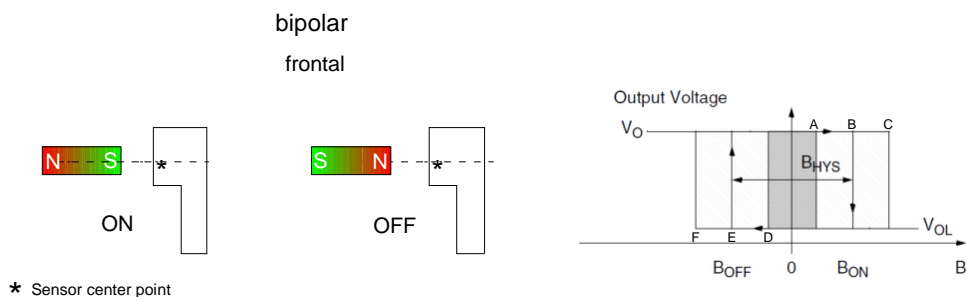 bipolar
frontal
N S
*
ON
S N
*
OFF
* Sensor center point
Output Voltage
VO
A B C
BHYS
VOL
F E D
BOFF 0 BON B